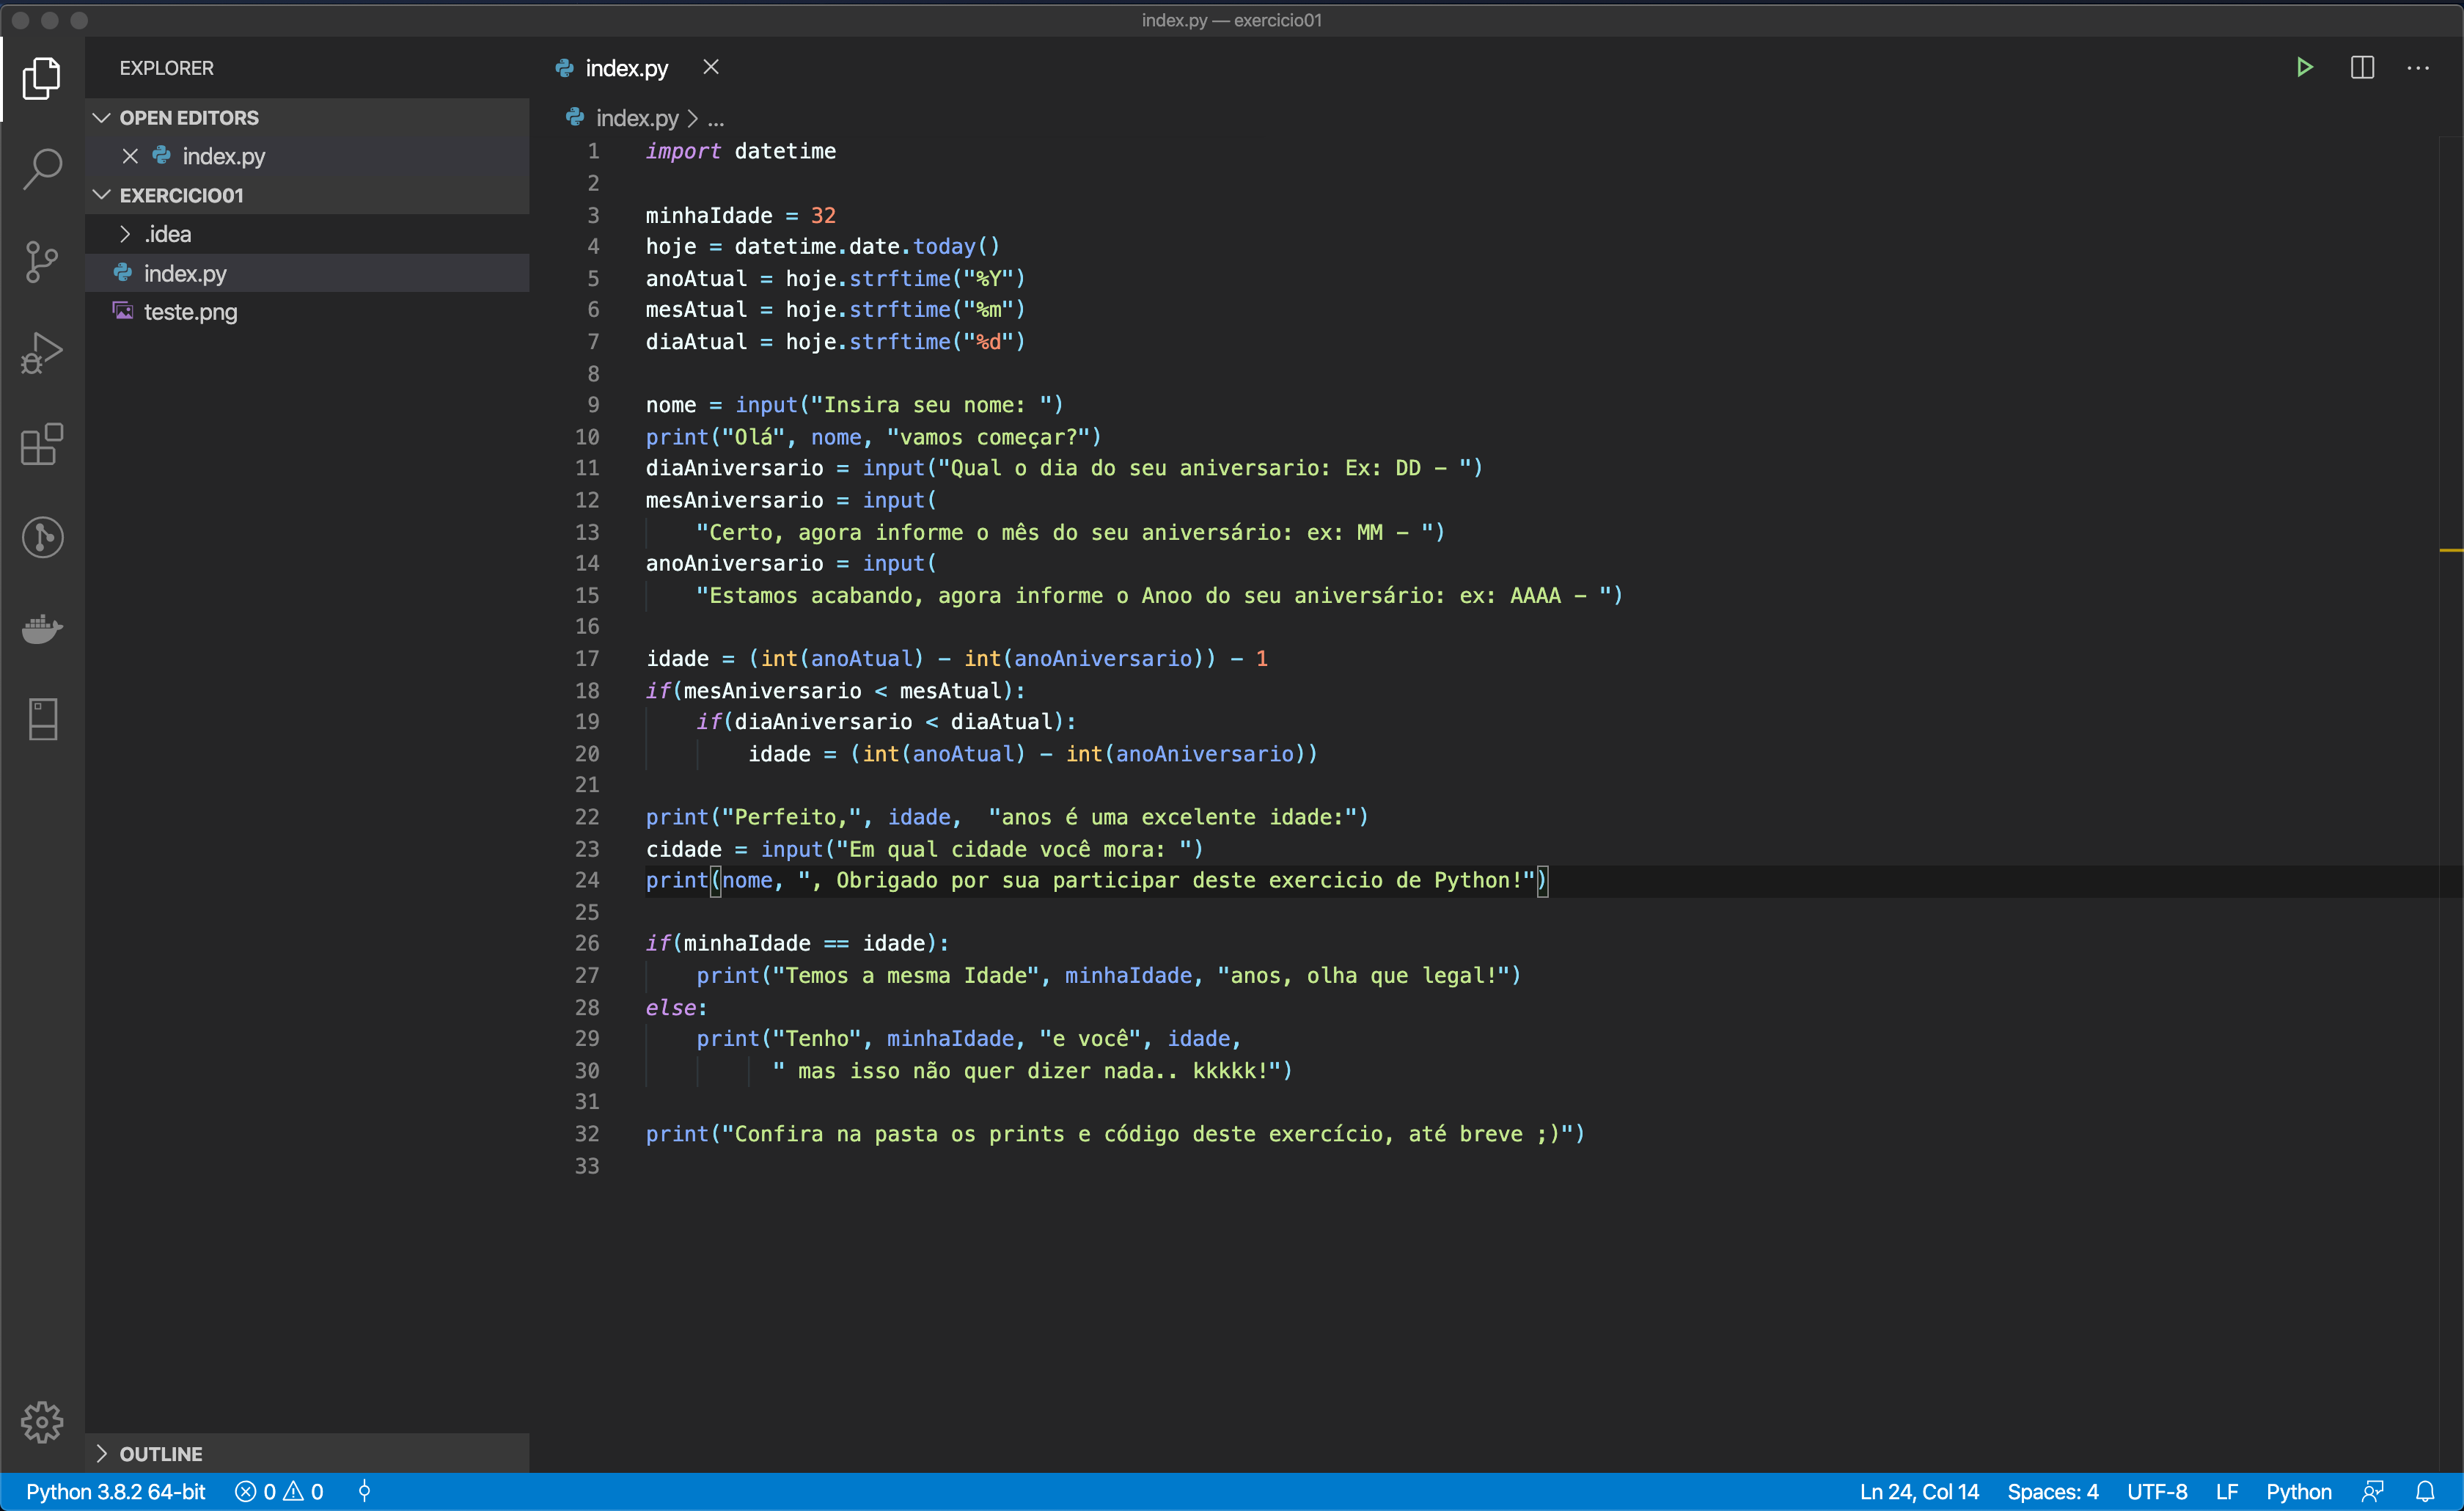 index.py — exercicio01
EXPLORER
OPEN EDITORS
index.py
EXERCICIO01
.idea
index.py
teste.png
OUTLINE
index.py
index.py > ...
1 import datetime
2
3 minhaIdade = 32
4 hoje = datetime.date.today()
5 anoAtual = hoje.strftime("%Y")
6 mesAtual = hoje.strftime("%m")
7 diaAtual = hoje.strftime("%d")
8
9 nome = input("Insira seu nome: ")
10 print("Olá", nome, "vamos começar?")
11 diaAniversario = input("Qual o dia do seu aniversario: Ex: DD - ")
12 mesAniversario = input(
13     "Certo, agora informe o mês do seu aniversário: ex: MM - ")
14 anoAniversario = input(
15     "Estamos acabando, agora informe o Anoo do seu aniversário: ex: AAAA - ")
16
17 idade = (int(anoAtual) - int(anoAniversario)) - 1
18 if(mesAniversario < mesAtual):
19     if(diaAniversario < diaAtual):
20         idade = (int(anoAtual) - int(anoAniversario))
21
22 print("Perfeito,", idade,  "anos é uma excelente idade:")
23 cidade = input("Em qual cidade você mora: ")
24 print(nome, ", Obrigado por sua participar deste exercicio de Python!")
25
26 if(minhaIdade == idade):
27     print("Temos a mesma Idade", minhaIdade, "anos, olha que legal!")
28 else:
29     print("Tenho", minhaIdade, "e você", idade,
30           " mas isso não quer dizer nada.. kkkkk!")
31
32 print("Confira na pasta os prints e código deste exercício, até breve ;)")
33
Python 3.8.2 64-bit 0 0 Ln 24, Col 14 Spaces: 4 UTF-8 LF Python